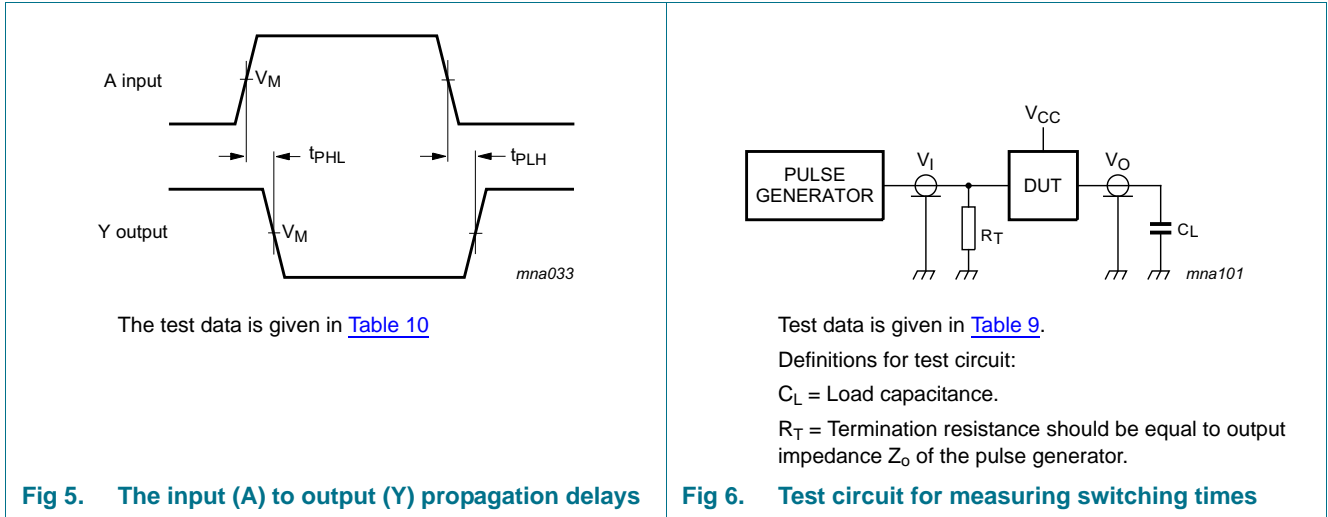 A input
VM
tPHL
tPLH
Y output
VM
mna033
The test data is given in Table 10
Fig 5. The input (A) to output (Y) propagation delays
VCC
PULSE
GENERATOR
VI
DUT
VO
RT
CL
mna101
Test data is given in Table 9.
Definitions for test circuit:
CL = Load capacitance.
RT = Termination resistance should be equal to output
impedance Zo of the pulse generator.
Fig 6. Test circuit for measuring switching times